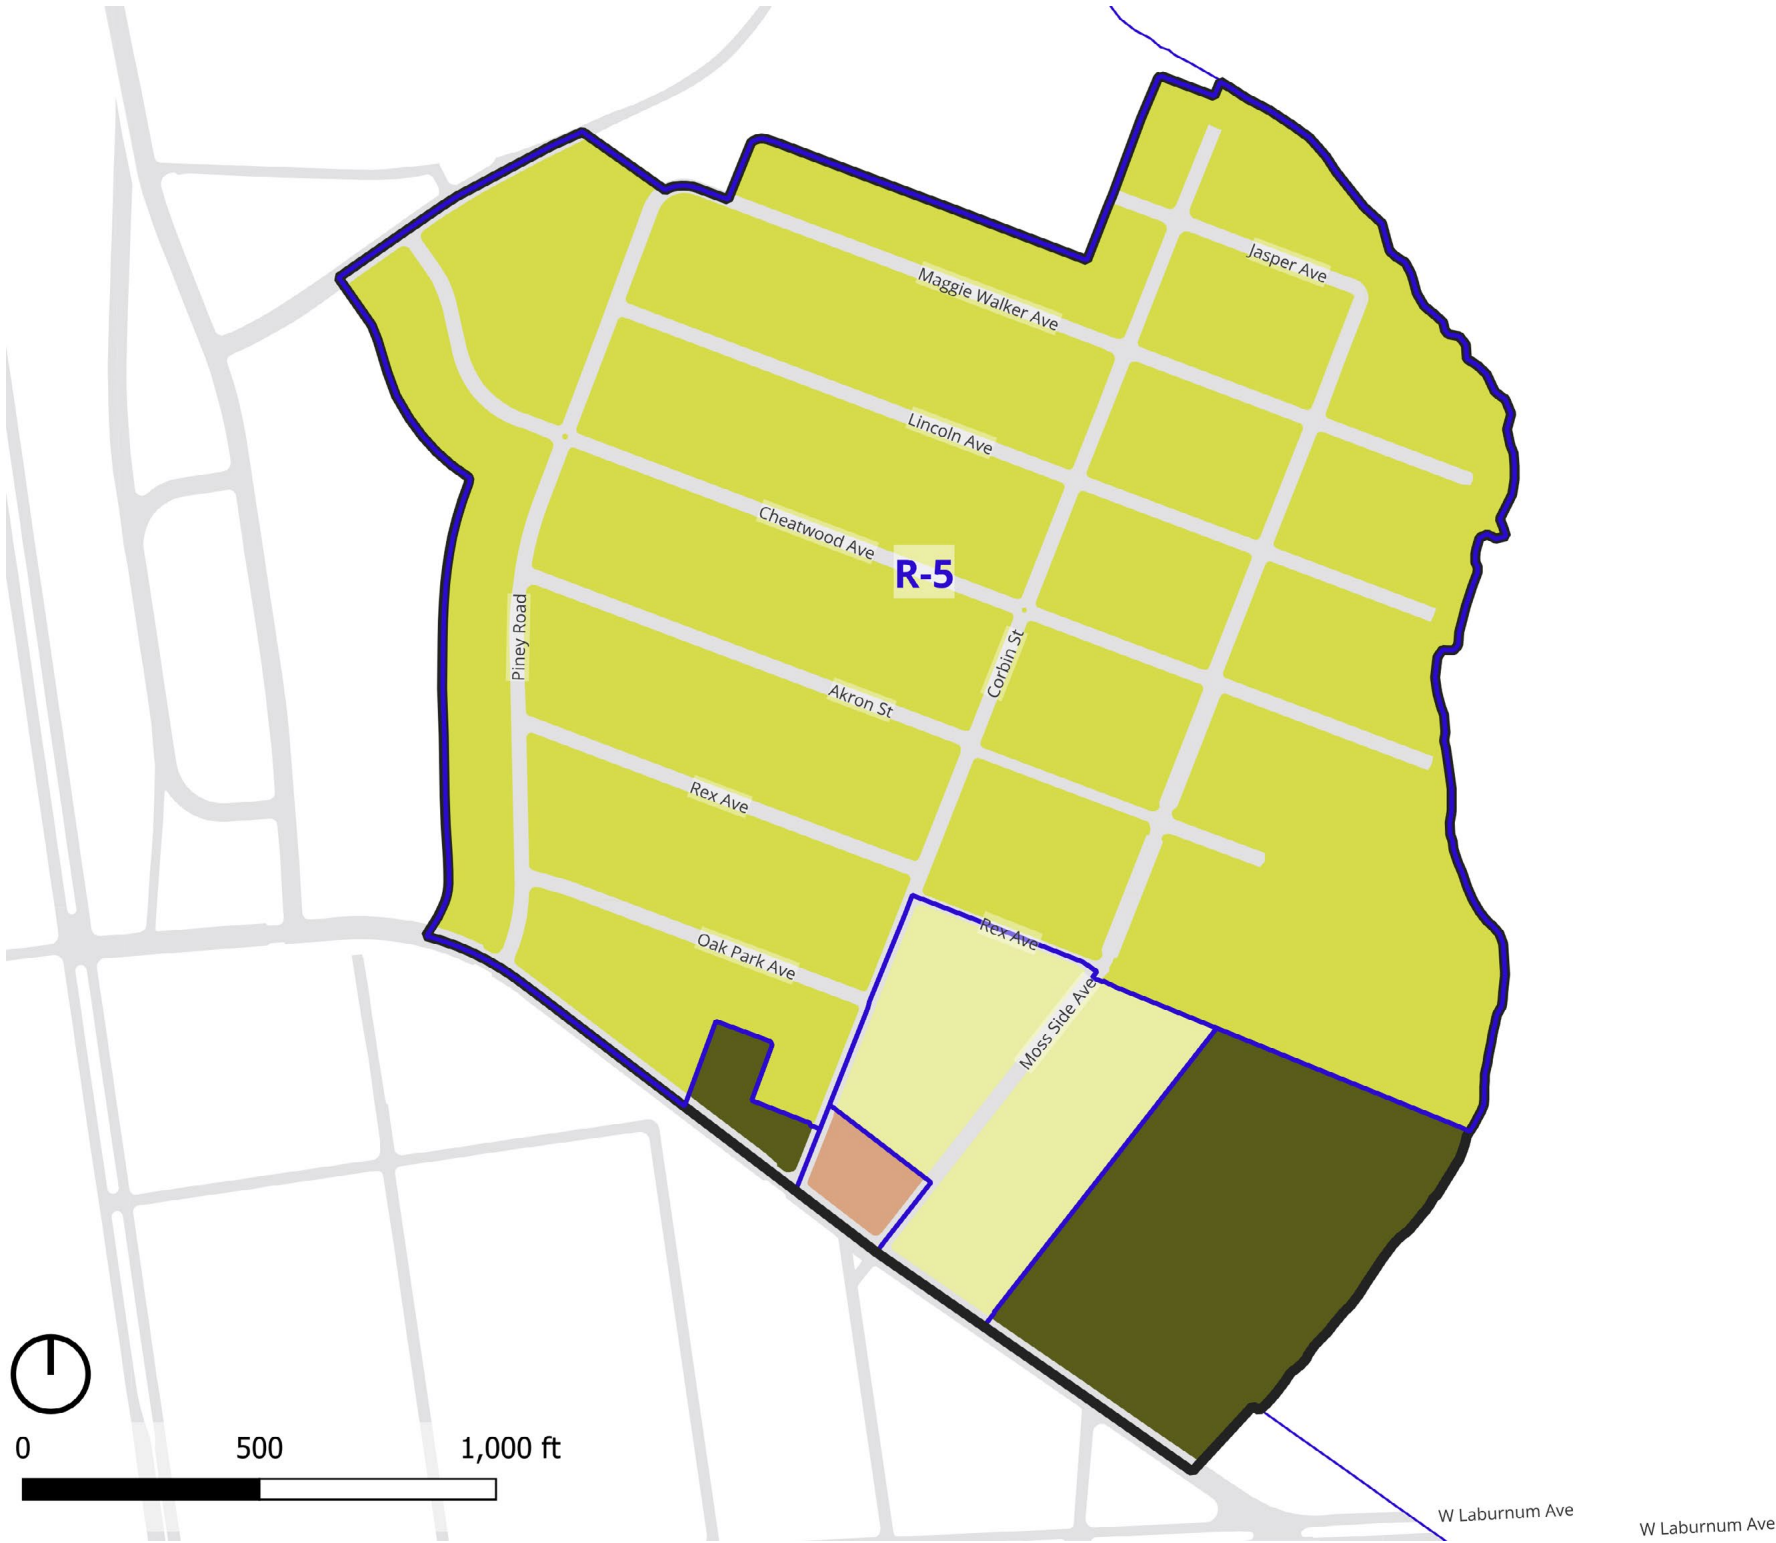 Jasper Ave
Maggie Walker Ave
Lincoln Ave
Cheatwood Ave
R-5
Piney Road
Corbin St
Akron St
Rex Ave
Rex Ave
Oak Park Ave
Moss Side Ave
0 500 1,000 ft
W Laburnum Ave
W Laburnum Ave